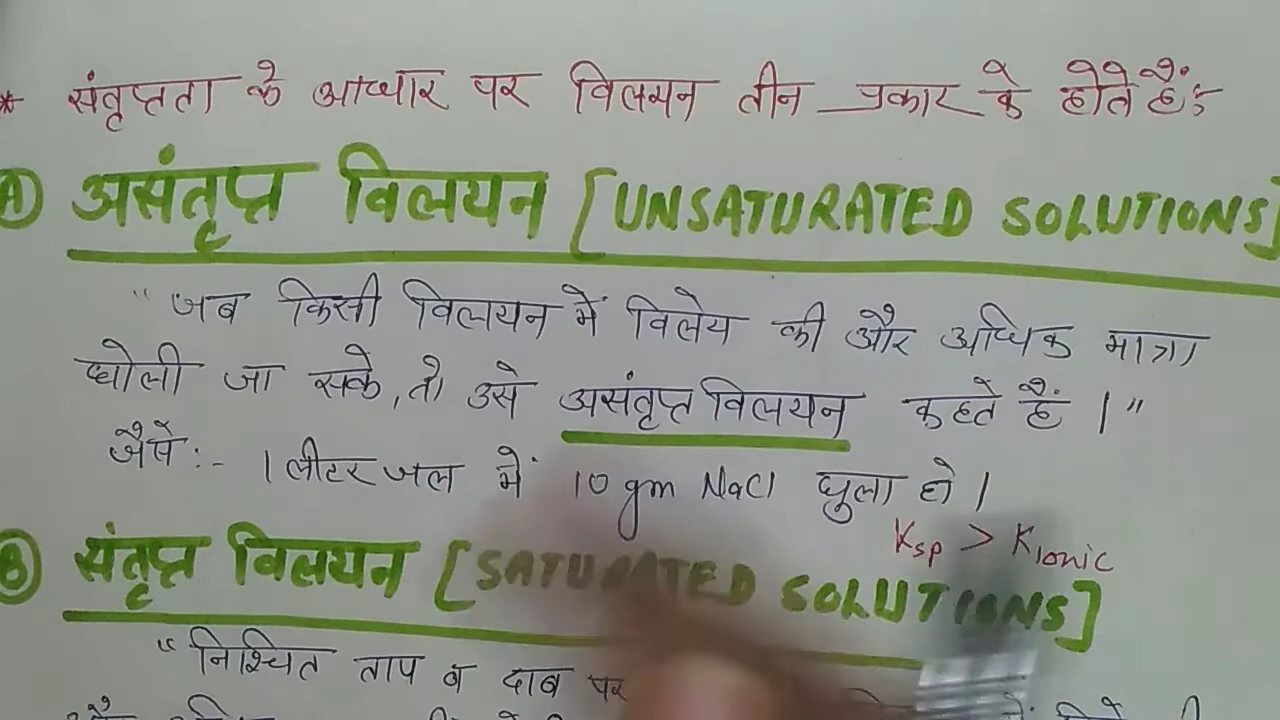 * संतृप्तता के आधार पर विलयन तीन प्रकार के होते हैं:-
A असंतृप्त विलयन [UNSATURATED SOLUTIONS]
"जब किसी विलयन में विलेय की और अधिक मात्रा
घोली जा सके, तो उसे असंतृप्त विलयन कहते हैं।"
जैसे:- 1 लीटर जल में 10 gm NaCl घुला हो।
Ksp > Kionic
B संतृप्त विलयन [SATURATED SOLUTIONS]
"निश्चित ताप व दाब पर